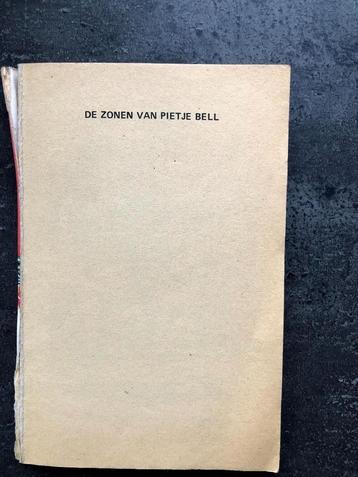 DE ZONEN VAN PIETJE BELL